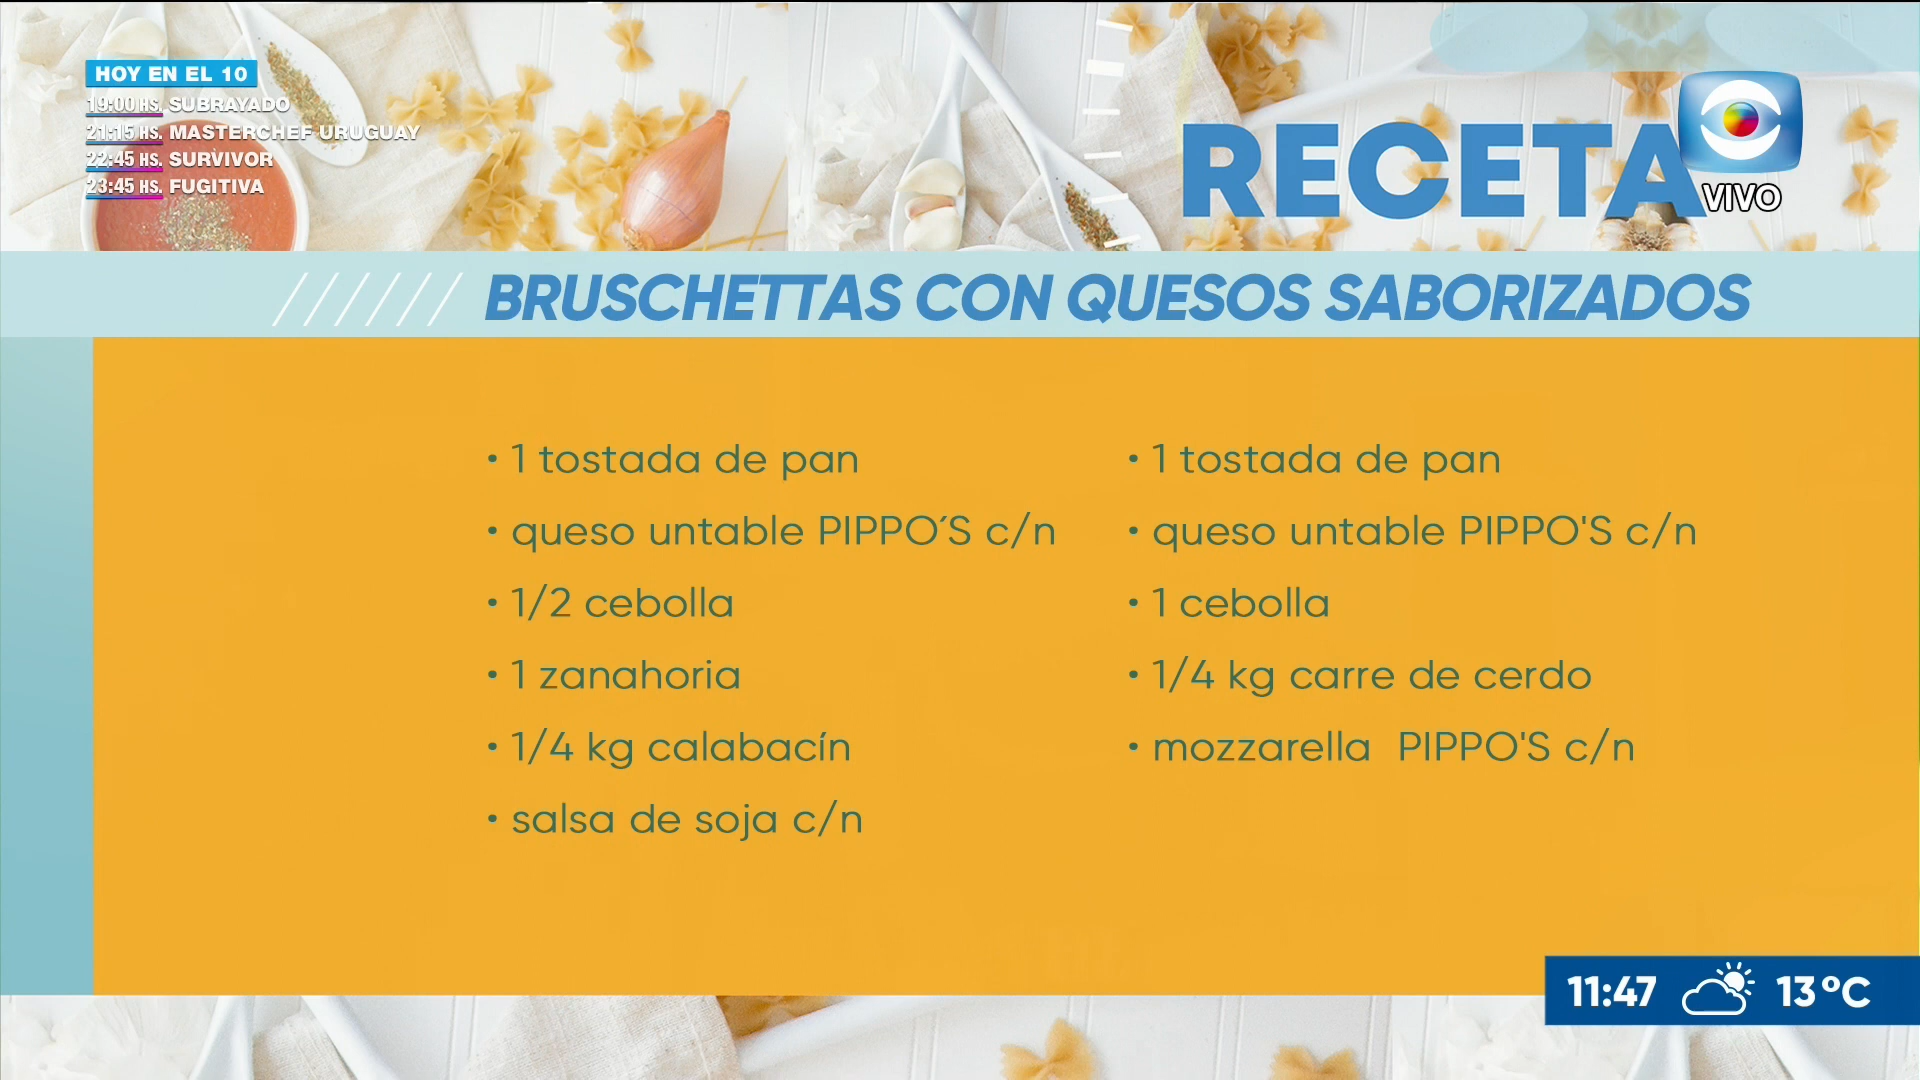 HOY EN EL 10
19:00 HS. SUBRAYADO
21:15 HS. MASTERCHEF URUGUAY
22:45 HS. SURVIVOR
23:45 HS. FUGITIVA
RECETA
VIVO
BRUSCHETTAS CON QUESOS SABORIZADOS
• 1 tostada de pan
• queso untable PIPPO´S c/n
• 1/2 cebolla
• 1 zanahoria
• 1/4 kg calabacín
• salsa de soja c/n
• 1 tostada de pan
• queso untable PIPPO'S c/n
• 1 cebolla
• 1/4 kg carre de cerdo
• mozzarella  PIPPO'S c/n
11:47 13°C